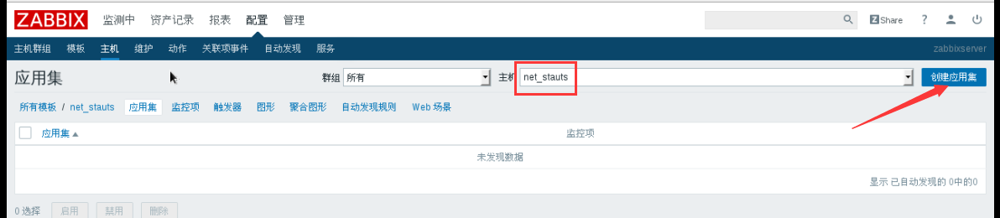 ZABBIX 监测中 资产记录 报表 配置 管理 Z Share ?
主机群组 模板 主机 维护 动作 关联项事件 自动发现 服务 zabbixserver
应用集 群组 所有 主机 net_stauts 创建应用集
所有模板 / net_stauts 应用集 监控项 触发器 图形 聚合图形 自动发现规则 Web 场景
应用集 监控项
未发现数据
显示 已自动发现的 0中的0
0 选择 启用 禁用 删除